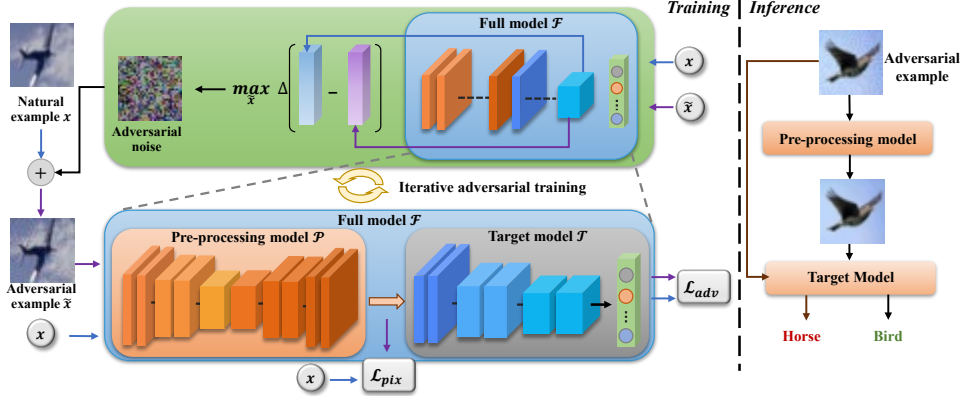 Training
Inference
Full model ℱ
x
x̃
max Δ
x̃
−
Adversarial
noise
Natural
example x
+
Iterative adversarial training
Full model ℱ
Pre-processing model 𝒫
Target model 𝒯
Adversarial
example x̃
x
x
ℒpix
ℒadv
Adversarial
example
Pre-processing model
Target Model
Horse
Bird